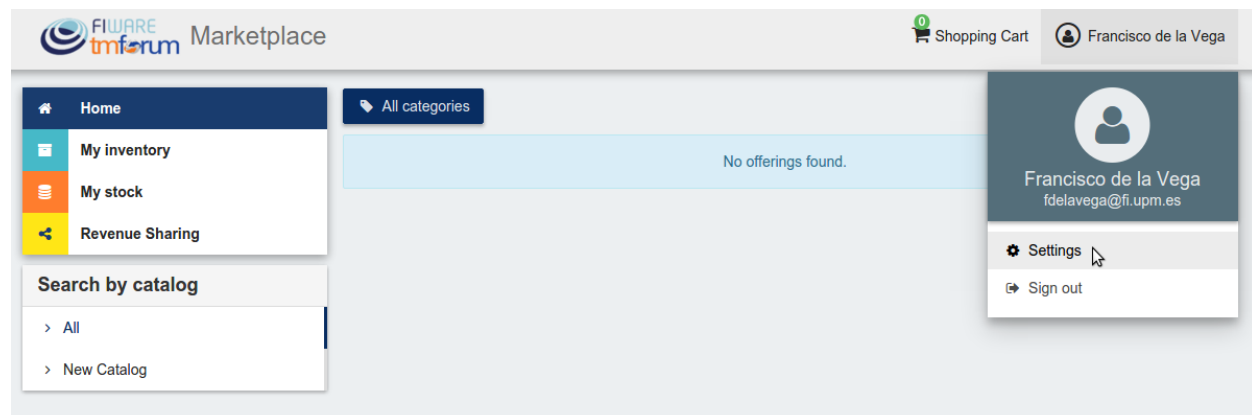 FIWARE
tmforum
Marketplace
0
Shopping Cart
Francisco de la Vega
Home
My inventory
My stock
Revenue Sharing
Search by catalog
All
New Catalog
All categories
No offerings found.
Francisco de la Vega
fdelavega@fi.upm.es
Settings
Sign out